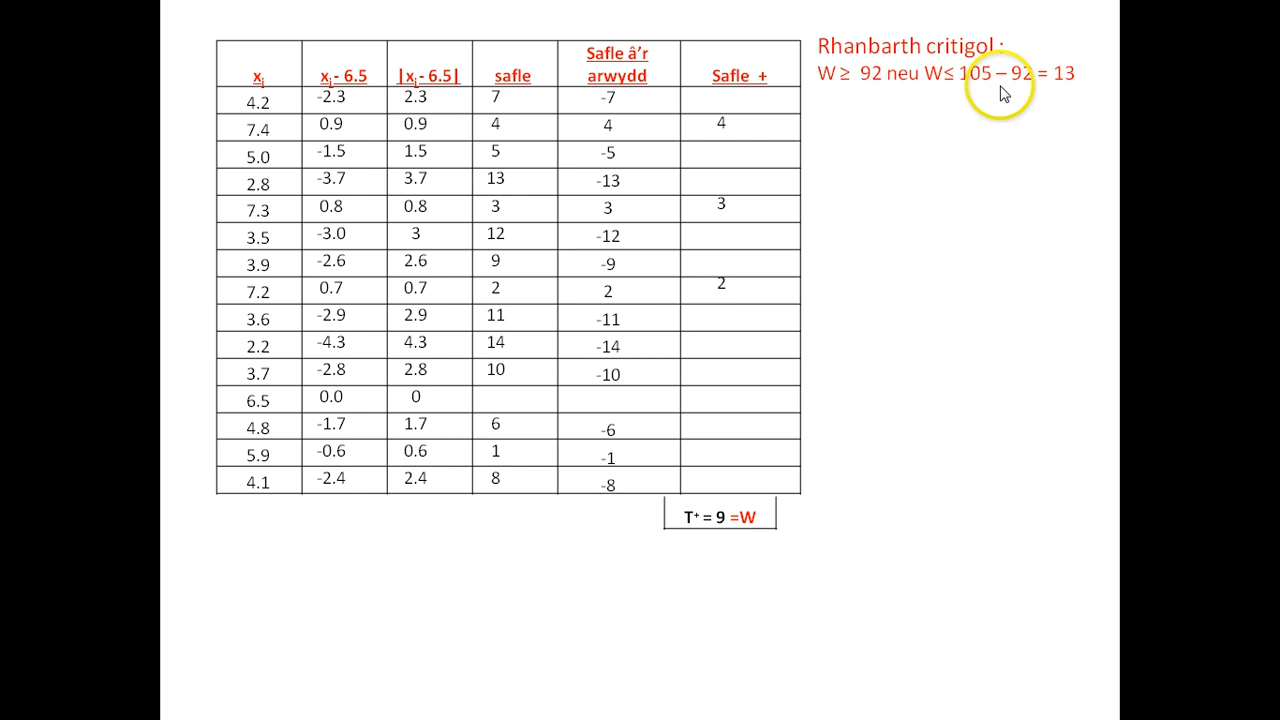 Rhanbarth critigol :
W ≥ 92 neu W≤ 105 – 92 = 13
xi xi - 6.5 |xi - 6.5| safle Safle â’r arwydd Safle +
4.2 -2.3 2.3 7 -7
7.4 0.9 0.9 4 4 4
5.0 -1.5 1.5 5 -5
2.8 -3.7 3.7 13 -13
7.3 0.8 0.8 3 3 3
3.5 -3.0 3 12 -12
3.9 -2.6 2.6 9 -9
7.2 0.7 0.7 2 2 2
3.6 -2.9 2.9 11 -11
2.2 -4.3 4.3 14 -14
3.7 -2.8 2.8 10 -10
6.5 0.0 0
4.8 -1.7 1.7 6 -6
5.9 -0.6 0.6 1 -1
4.1 -2.4 2.4 8 -8
T+ = 9 =W